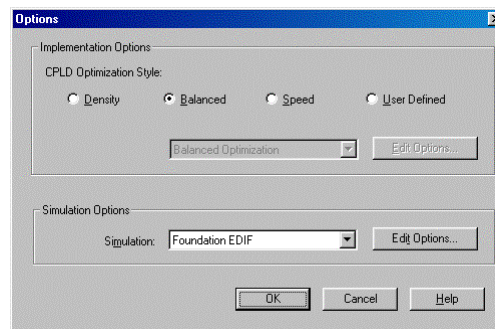 Options
Implementation Options
CPLD Optimization Style:
Density Balanced Speed User Defined
Balanced Optimization Edit Options...
Simulation Options
Simulation: Foundation EDIF Edit Options...
OK Cancel Help